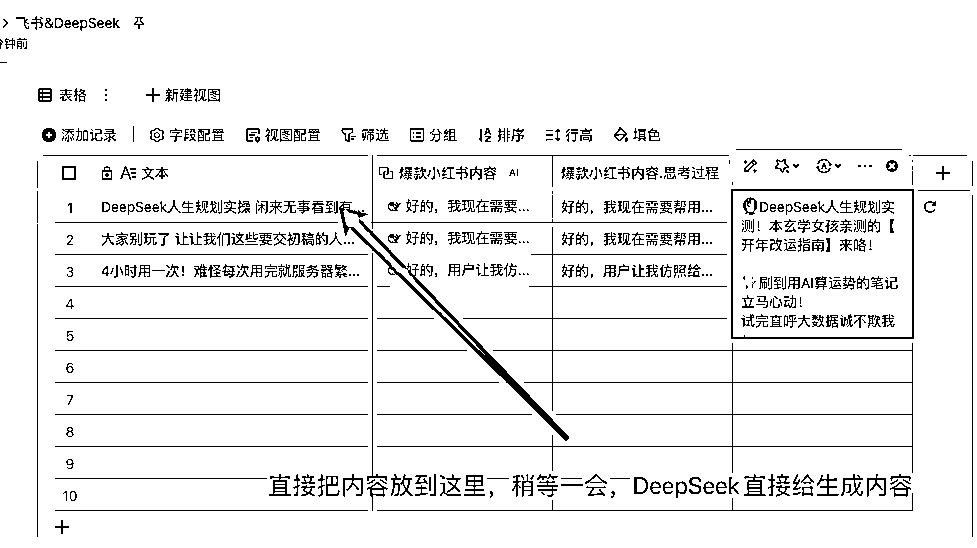 > 飞书&DeepSeek
钟前
表格 ⋮ + 新建视图
添加记录 字段配置 视图配置 筛选 分组 排序 行高 填色
A≡ 文本 爆款小红书内容 AI 爆款小红书内容.思考过程 +
1 DeepSeek人生规划实操 闲来无事看到有... 好的，我现在需要... 好的，我现在需要帮用...
2 大家别玩了 让让我们这些要交初稿的人... 好的，我现在需要... 好的，我现在需要帮用...
3 4小时用一次！难怪每次用完就服务器繁... 好的，用户让我仿... 好的，用户让我仿照给...
DeepSeek人生规划实
测！本玄学女孩亲测的【
开年改运指南】来咯！
刷到用AI算运势的笔记
立马心动！
试完直呼大数据诚不欺我
4
5
6
7
8
9
直接把内容放到这里，稍等一会，DeepSeek直接给生成内容
10
+